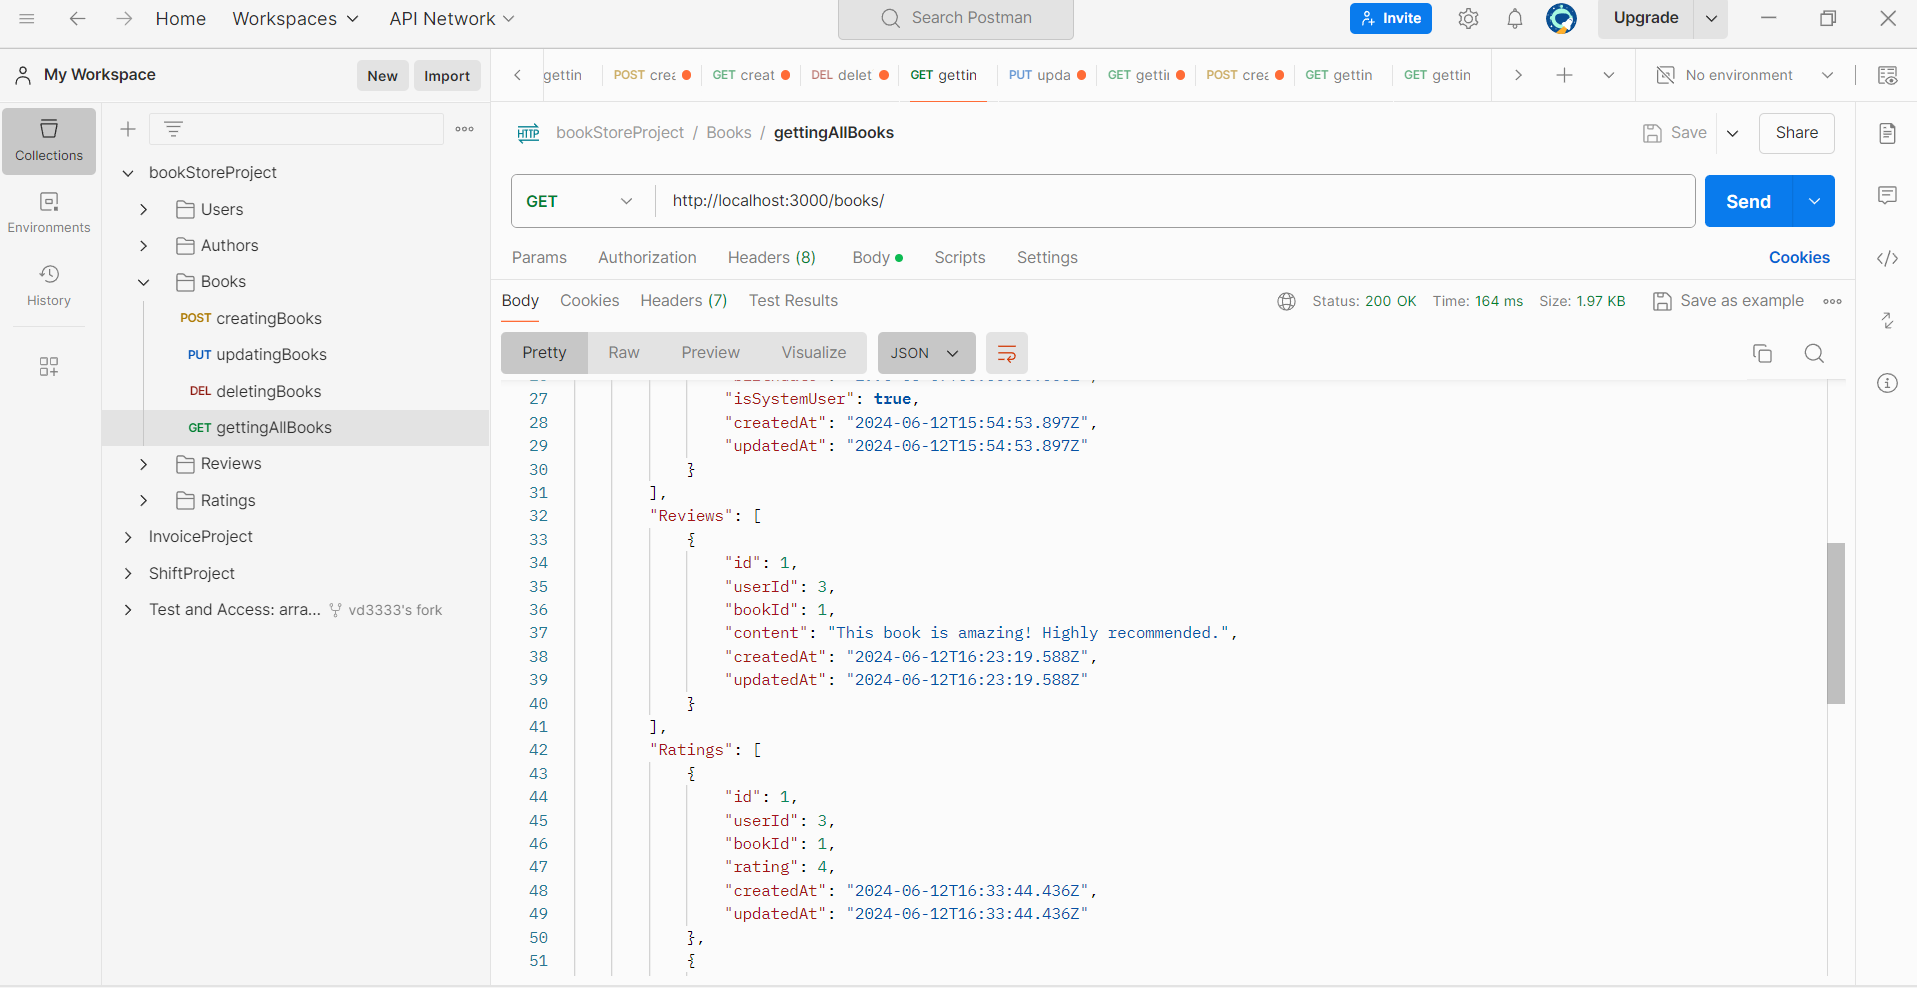 Home
Workspaces
API Network
Search Postman
Invite
Upgrade
My Workspace
New
Import
gettin
POST crea
GET creat
DEL delet
GET gettin
PUT upda
GET gettin
POST crea
GET gettin
GET gettin
No environment
Collections
Environments
History
bookStoreProject
Users
Authors
Books
POST creatingBooks
PUT updatingBooks
DEL deletingBooks
GET gettingAllBooks
Reviews
Ratings
InvoiceProject
ShiftProject
Test and Access: arra... vd3333's fork
HTTP bookStoreProject / Books / gettingAllBooks
Save
Share
GET http://localhost:3000/books/
Send
Params Authorization Headers (8) Body Scripts Settings
Cookies
Body Cookies Headers (7) Test Results
Status: 200 OK Time: 164 ms Size: 1.97 KB
Save as example
Pretty Raw Preview Visualize JSON
27 "isSystemUser": true,
28 "createdAt": "2024-06-12T15:54:53.897Z",
29 "updatedAt": "2024-06-12T15:54:53.897Z"
30 }
31 ],
32 "Reviews": [
33 {
34 "id": 1,
35 "userId": 3,
36 "bookId": 1,
37 "content": "This book is amazing! Highly recommended.",
38 "createdAt": "2024-06-12T16:23:19.588Z",
39 "updatedAt": "2024-06-12T16:23:19.588Z"
40 }
41 ],
42 "Ratings": [
43 {
44 "id": 1,
45 "userId": 3,
46 "bookId": 1,
47 "rating": 4,
48 "createdAt": "2024-06-12T16:33:44.436Z",
49 "updatedAt": "2024-06-12T16:33:44.436Z"
50 },
51 {